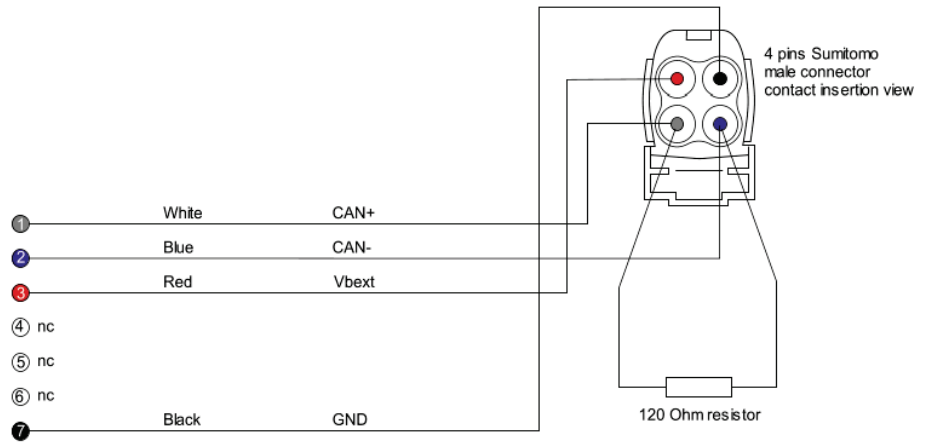 4 pins Sumitomo
male connector
contact insertion view
1 White CAN+
2 Blue CAN-
3 Red Vbext
4 nc
5 nc
6 nc
7 Black GND
120 Ohm resistor